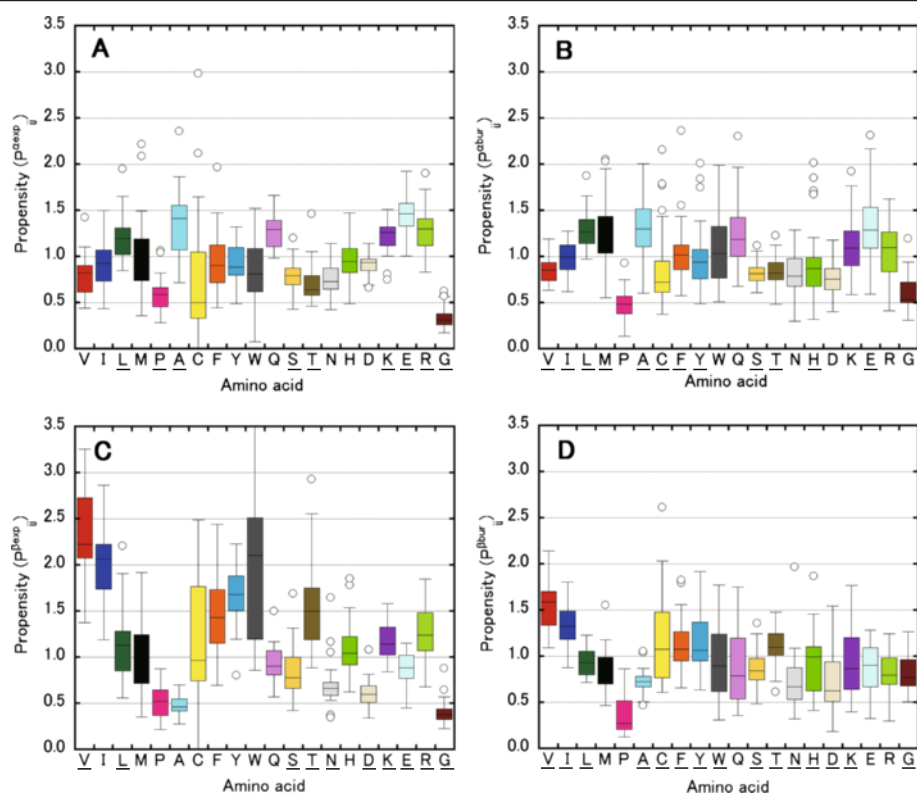 A
3.5
3.0
2.5
2.0
1.5
1.0
0.5
0.0
Propensity (Pαexp)
V I L M P A C F Y W Q S T N H D K E R G
Amino acid
B
3.5
3.0
2.5
2.0
1.5
1.0
0.5
0.0
Propensity (Pαbur)
V I L M P A C F Y W Q S T N H D K E R G
Amino acid
C
3.5
3.0
2.5
2.0
1.5
1.0
0.5
0.0
Propensity (Pβexp)
V I L M P A C F Y W Q S T N H D K E R G
Amino acid
D
3.5
3.0
2.5
2.0
1.5
1.0
0.5
0.0
Propensity (Pβbur)
V I L M P A C F Y W Q S T N H D K E R G
Amino acid